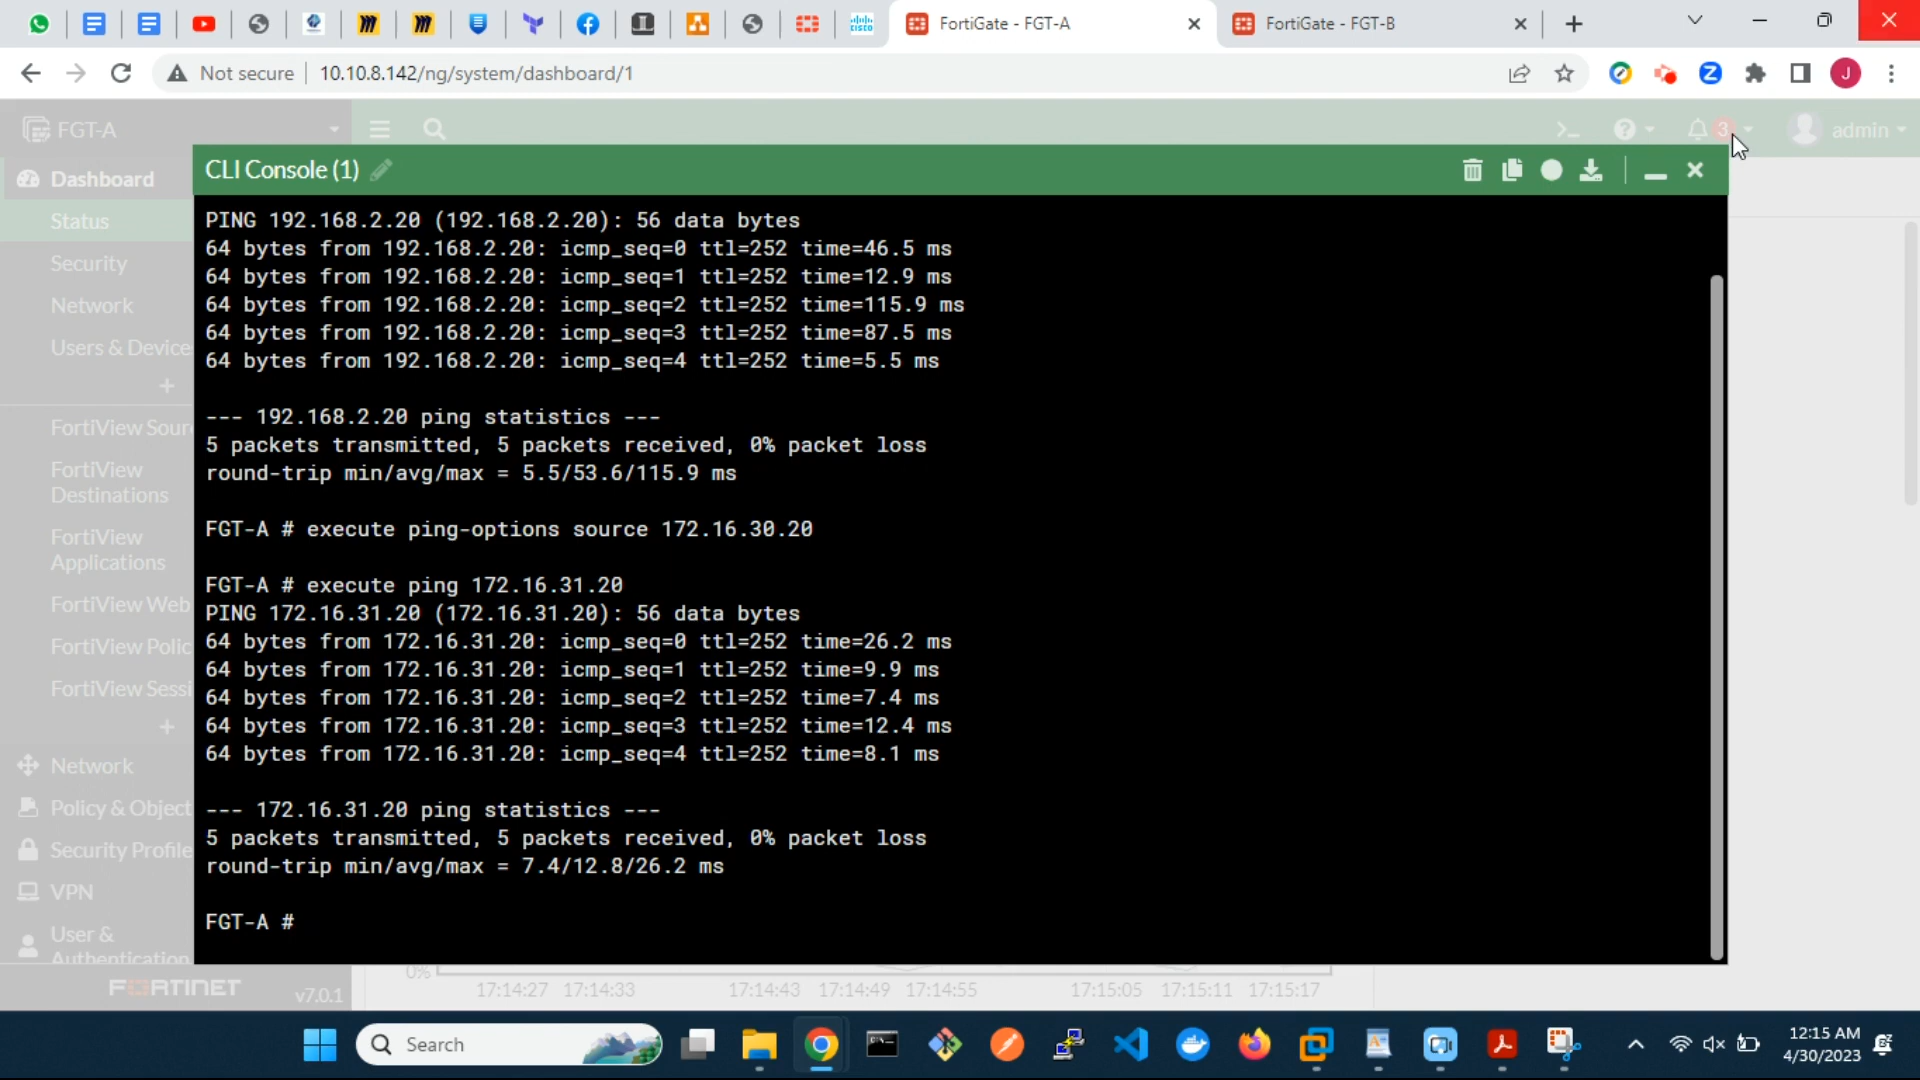 FortiGate - FGT-A
FortiGate - FGT-B
Not secure
10.10.8.142/ng/system/dashboard/1
J
FGT-A
3
admin
CLI Console (1)
Dashboard
Status
Security
Network
Users & Device
FortiView Sour
FortiView
Destinations
FortiView
Applications
FortiView Web
FortiView Polic
FortiView Sessi
Network
Policy & Object
Security Profile
VPN
User &
Authentication
FORTINET
v7.0.1
PING 192.168.2.20 (192.168.2.20): 56 data bytes
64 bytes from 192.168.2.20: icmp_seq=0 ttl=252 time=46.5 ms
64 bytes from 192.168.2.20: icmp_seq=1 ttl=252 time=12.9 ms
64 bytes from 192.168.2.20: icmp_seq=2 ttl=252 time=115.9 ms
64 bytes from 192.168.2.20: icmp_seq=3 ttl=252 time=87.5 ms
64 bytes from 192.168.2.20: icmp_seq=4 ttl=252 time=5.5 ms
--- 192.168.2.20 ping statistics ---
5 packets transmitted, 5 packets received, 0% packet loss
round-trip min/avg/max = 5.5/53.6/115.9 ms
FGT-A # execute ping-options source 172.16.30.20
FGT-A # execute ping 172.16.31.20
PING 172.16.31.20 (172.16.31.20): 56 data bytes
64 bytes from 172.16.31.20: icmp_seq=0 ttl=252 time=26.2 ms
64 bytes from 172.16.31.20: icmp_seq=1 ttl=252 time=9.9 ms
64 bytes from 172.16.31.20: icmp_seq=2 ttl=252 time=7.4 ms
64 bytes from 172.16.31.20: icmp_seq=3 ttl=252 time=12.4 ms
64 bytes from 172.16.31.20: icmp_seq=4 ttl=252 time=8.1 ms
--- 172.16.31.20 ping statistics ---
5 packets transmitted, 5 packets received, 0% packet loss
round-trip min/avg/max = 7.4/12.8/26.2 ms
FGT-A #
0%
17:14:27 17:14:33 17:14:43 17:14:49 17:14:55 17:15:05 17:15:11 17:15:17
Search
12:15 AM
4/30/2023